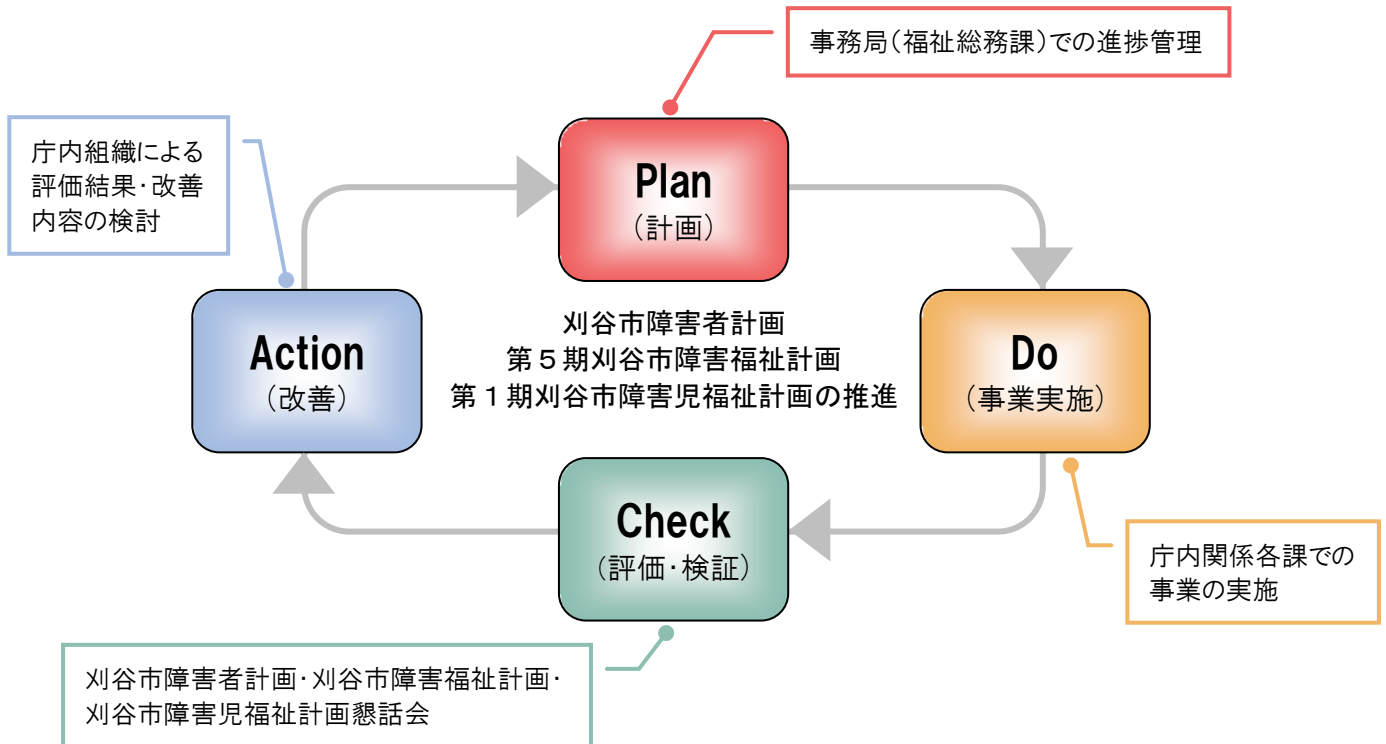 事務局(福祉総務課)での進捗管理
庁内組織による
評価結果・改善
内容の検討
Plan
(計画)
Action
(改善)
刈谷市障害者計画
第5期刈谷市障害福祉計画
第1期刈谷市障害児福祉計画の推進
Do
(事業実施)
Check
(評価・検証)
庁内関係各課での
事業の実施
刈谷市障害者計画・刈谷市障害福祉計画・
刈谷市障害児福祉計画懇話会